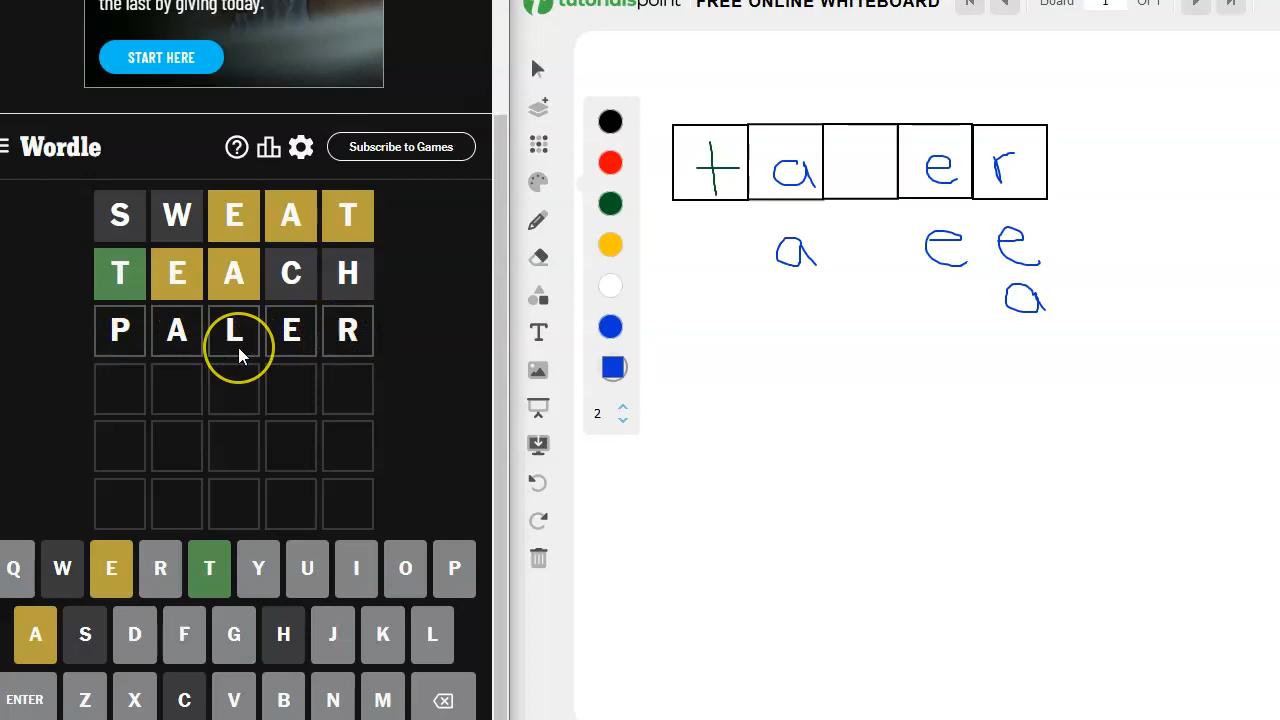 the last by giving today.
START HERE
Wordle
Subscribe to Games
S W E A T
T E A C H
P A L E R
Q W E R T Y U I O P
A S D F G H J K L
ENTER Z X C V B N M
tutorialspoint FREE ONLINE WHITEBOARD
Board 1 Of 1
t a e r
a e e
a
2